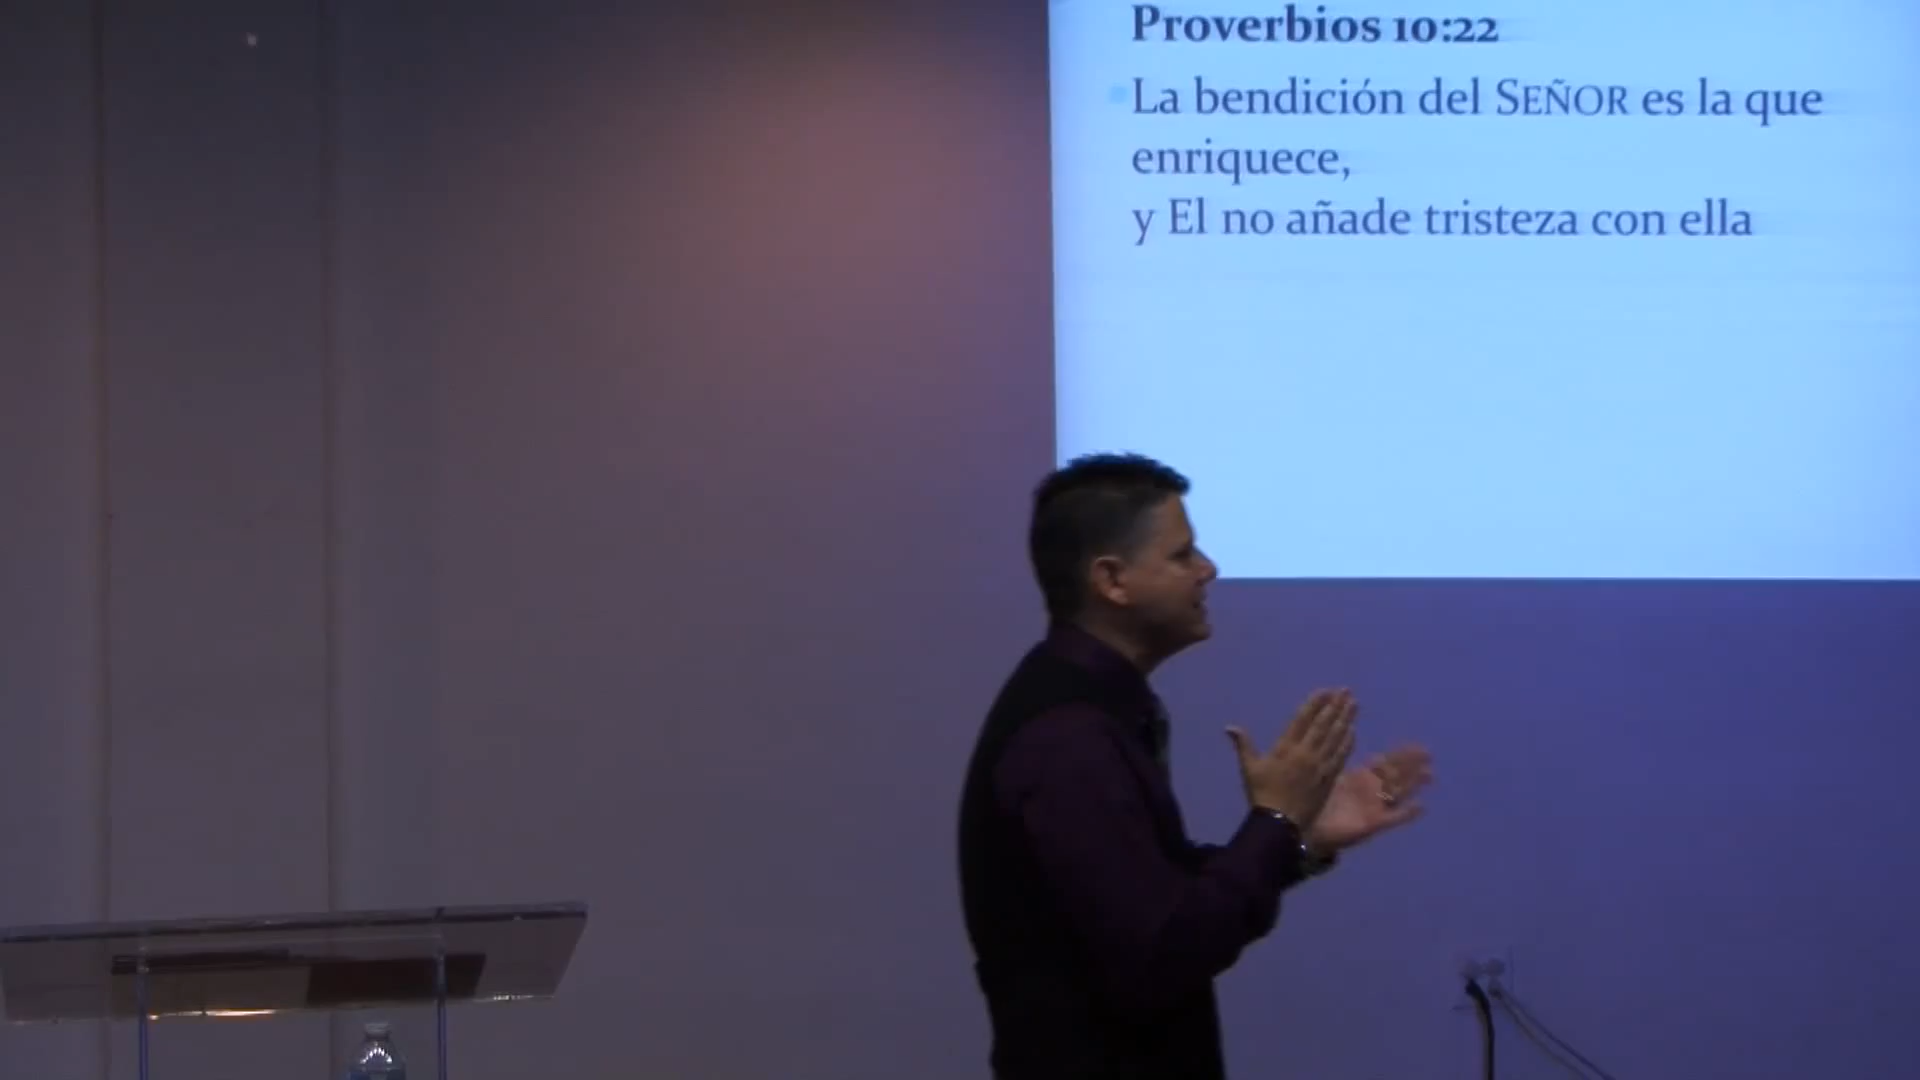 Proverbios 10:22
La bendición del SEÑOR es la que
enriquece,
y El no añade tristeza con ella